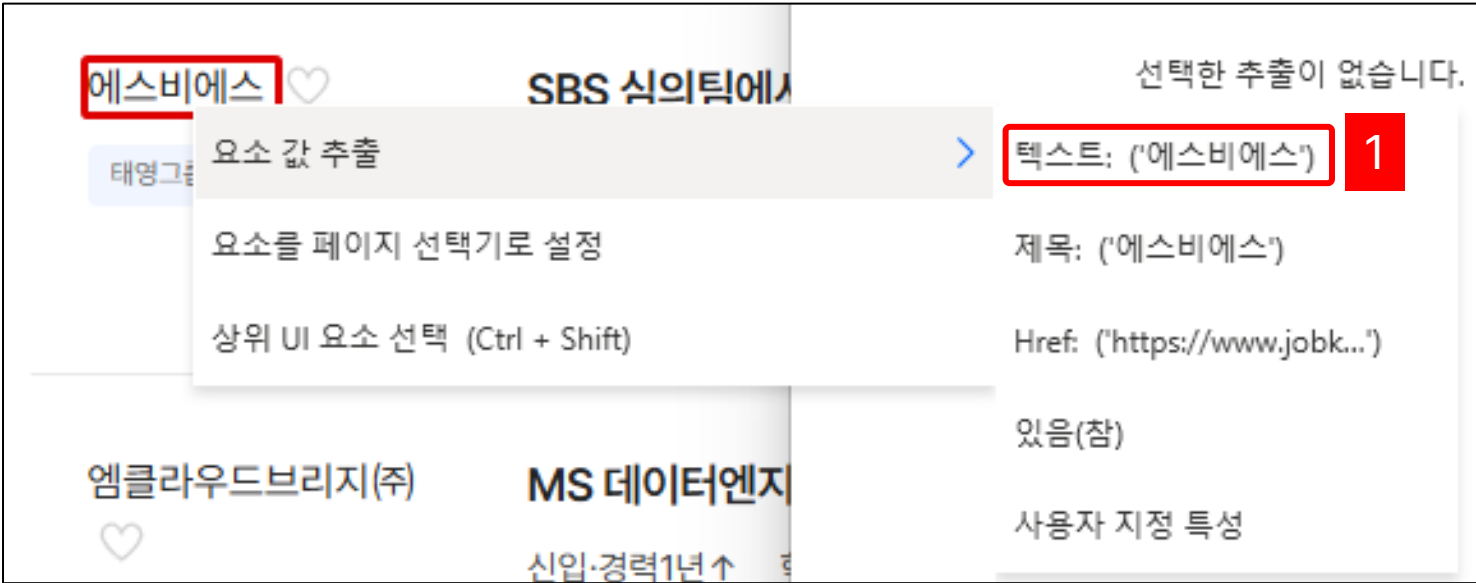 에스비에스
SBS 심의팀에서
선택한 추출이 없습니다.
태영그룹
요소 값 추출
텍스트: ('에스비에스')
1
요소를 페이지 선택기로 설정
제목: ('에스비에스')
상위 UI 요소 선택 (Ctrl + Shift)
Href: ('https://www.jobk...')
있음(참)
엠클라우드브리지㈜
MS 데이터엔지
사용자 지정 특성
신입·경력1년↑